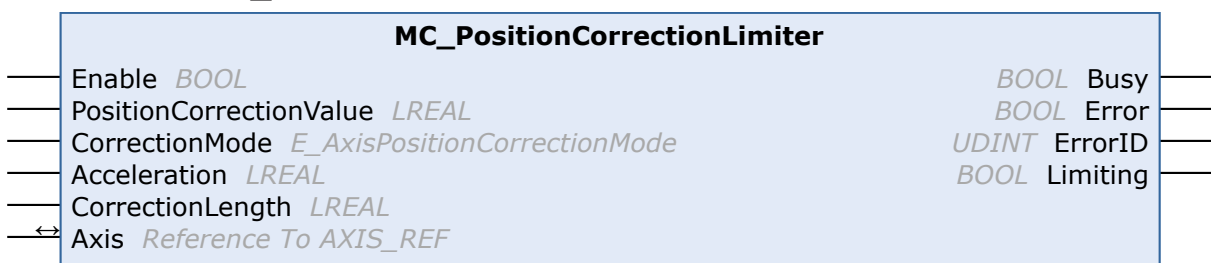 MC_PositionCorrectionLimiter
Enable BOOL BOOL Busy
PositionCorrectionValue LREAL BOOL Error
CorrectionMode E_AxisPositionCorrectionMode UDINT ErrorID
Acceleration LREAL BOOL Limiting
CorrectionLength LREAL
↔ Axis Reference To AXIS_REF